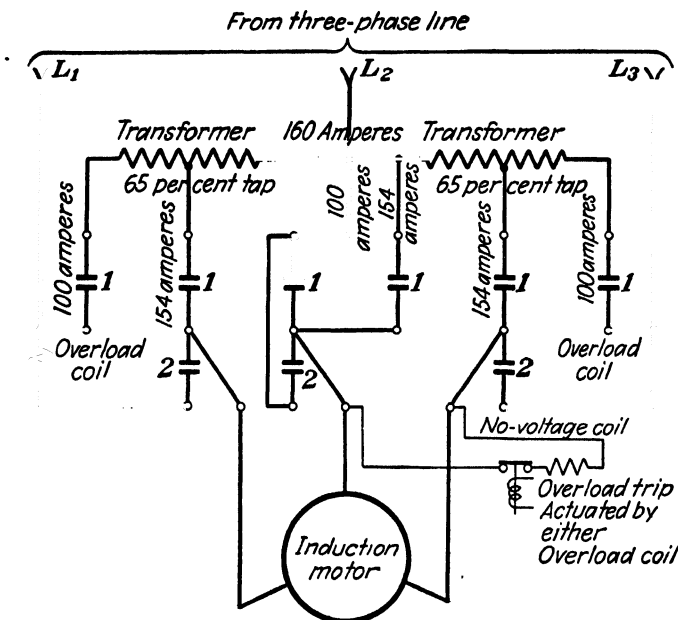 From three-phase line
L1
L2
L3
Transformer
160 Amperes
Transformer
65 per cent tap
65 per cent tap
100 amperes
154 amperes
100 amperes
154 amperes
154 amperes
100 amperes
1
1
1
1
1
1
Overload coil
2
2
2
Overload coil
No-voltage coil
Overload trip
Actuated by
either
Overload coil
Induction
motor